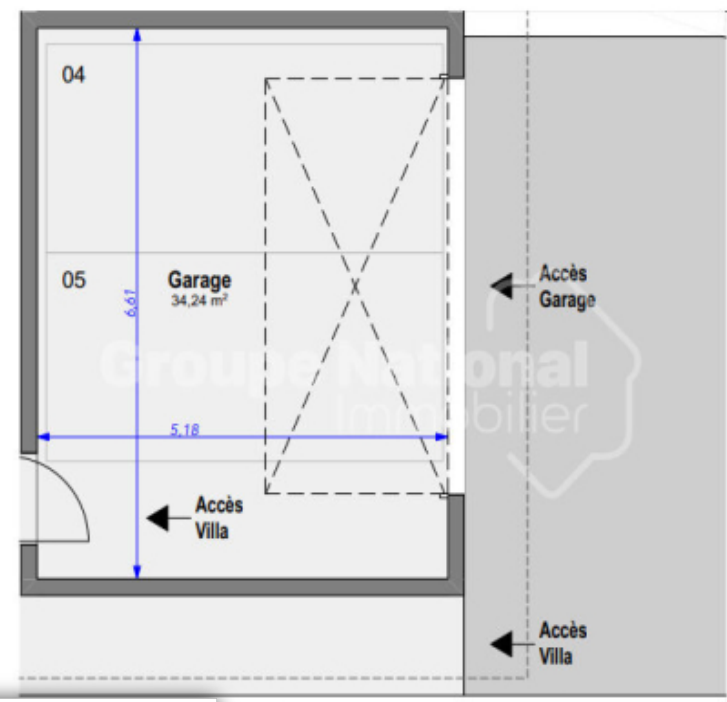 04
05
Garage
34,24 m²
6,61
5,18
Accès
Garage
Groupe National
Immobilier
Accès
Villa
Accès
Villa